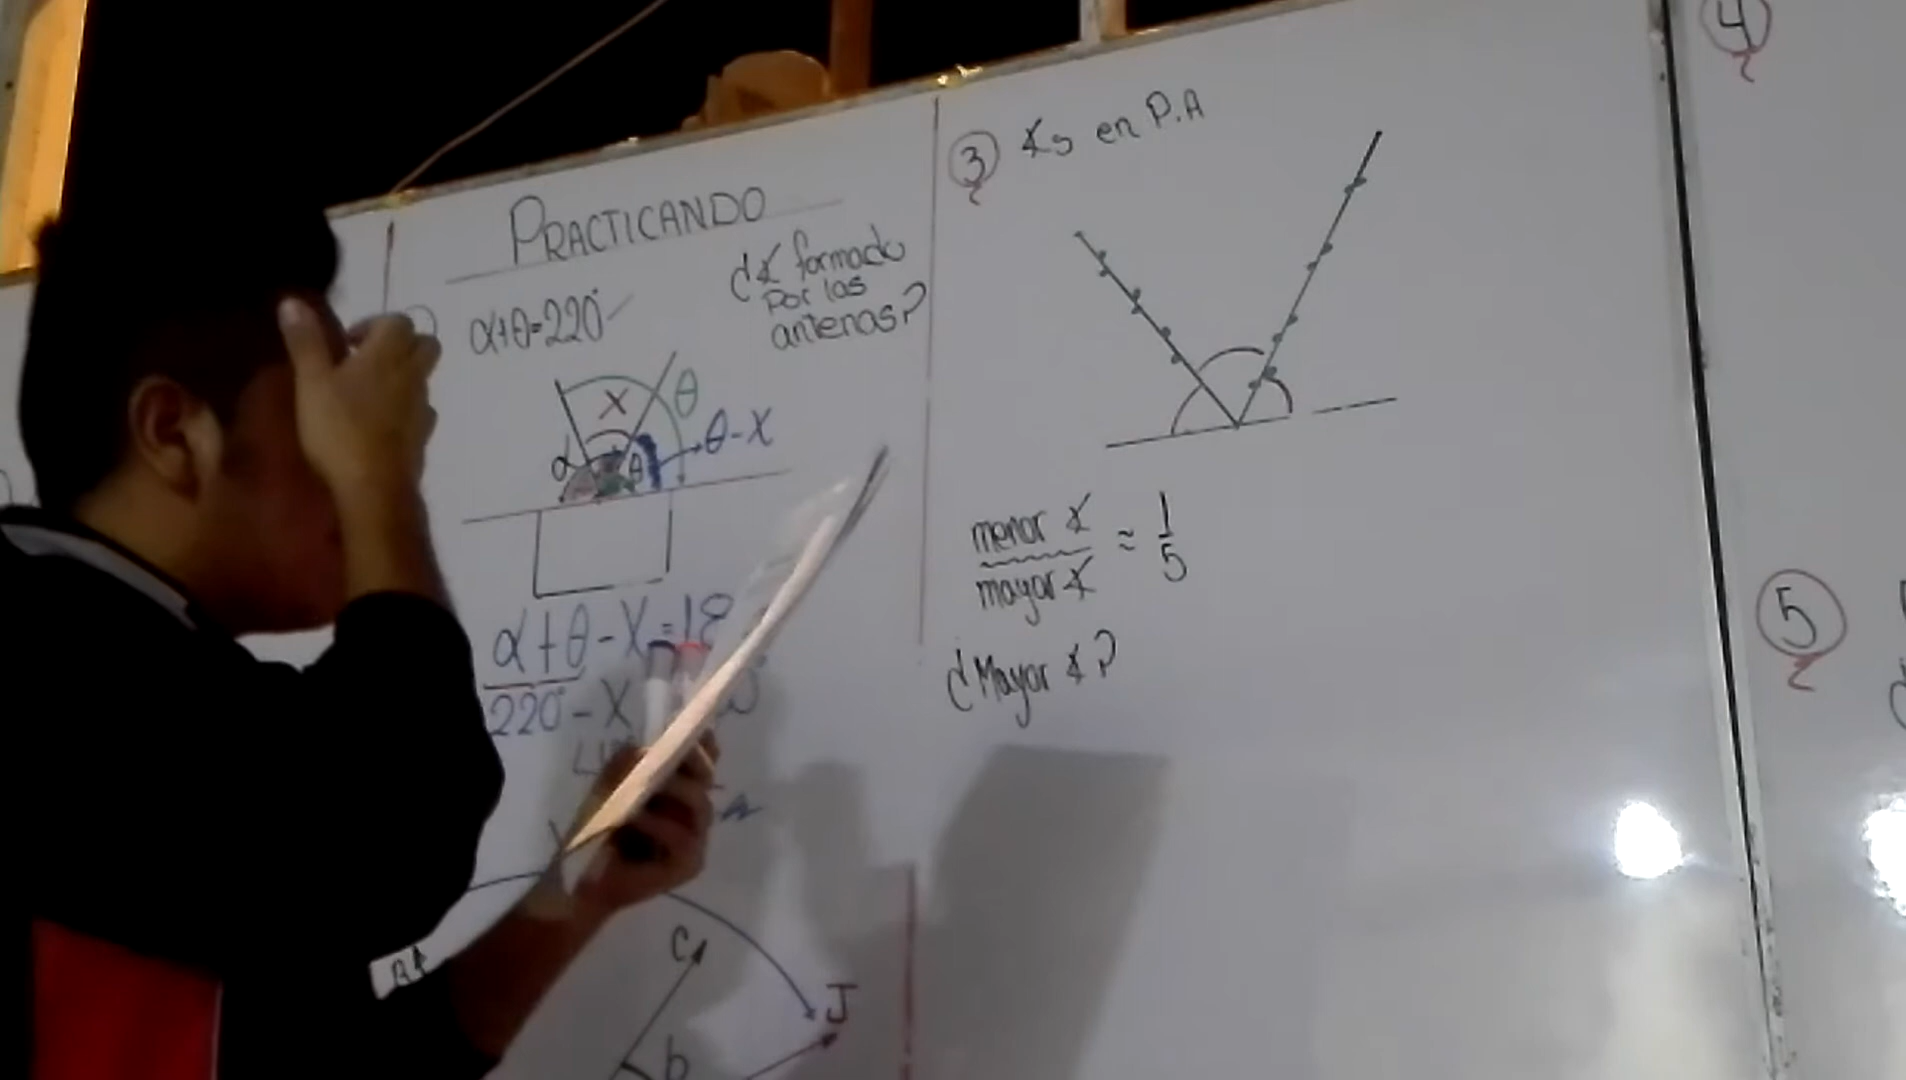 PRACTICANDO
α+θ=220°
¿∡ formado
por las
antenas?
X
θ
α
θ
θ-X
α+θ-X=18
220°-X
C
J
b
3 ∡s en P.A
menor ∡
mayor ∡
≈ 1
5
¿Mayor ∡?
4
5